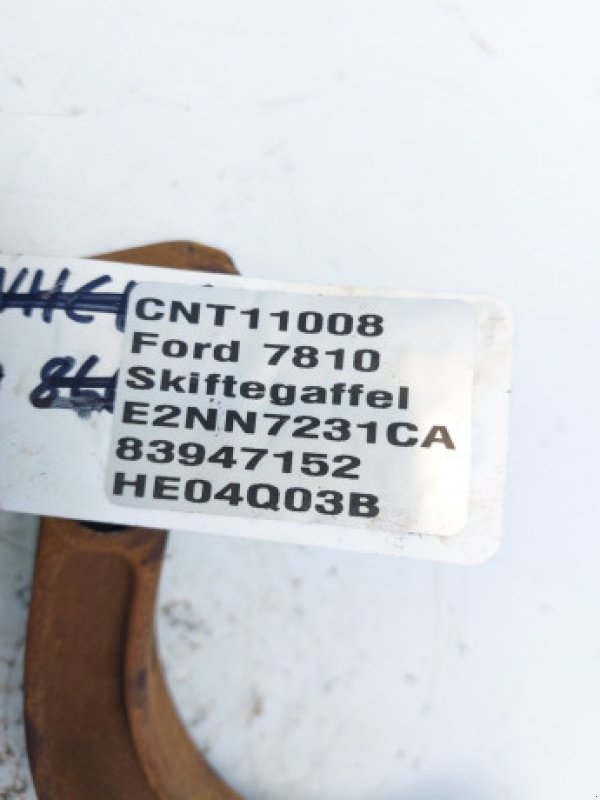 CNT11008
Ford 7810
Skiftegaffel
E2NN7231CA
83947152
HE04Q03B